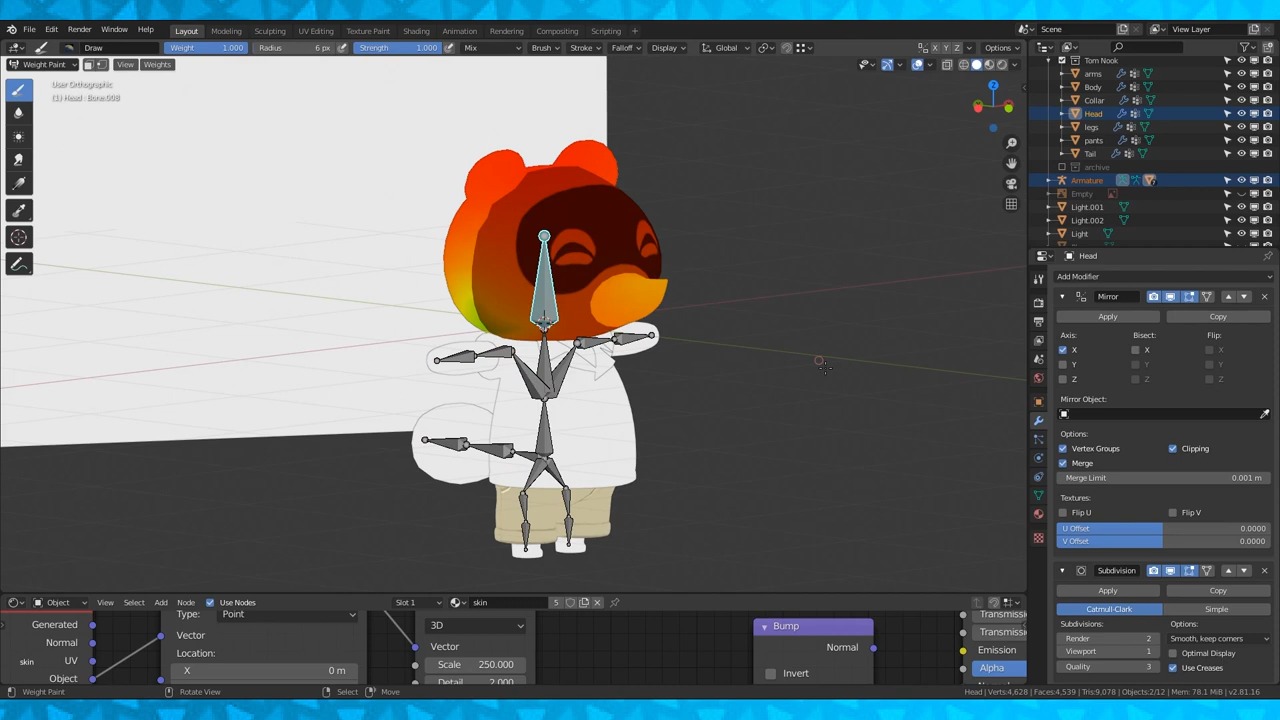 File Edit Render Window Help Layout Modeling Sculpting UV Editing Texture Paint Shading Animation Rendering Compositing Scripting + Scene View Layer
Draw Weight 1.000 Radius 6 px Strength 1.000 Mix Brush Stroke Falloff Display Global X Y Z Options
Weight Paint View Weights
User Orthographic
(1) Head : Bone.008
Z
Tom Nook
arms
Body
Collar
Head
legs
pants
Tail
archive
Armature
Empty
Light.001
Light.002
Light
Head
Add Modifier
Mirror
Apply Copy
Axis: Bisect: Flip:
X X X
Y Y Y
Z Z Z
Mirror Object:
Options:
Vertex Groups Clipping
Merge
Merge Limit 0.001 m
Textures:
Flip U Flip V
U Offset 0.0000
V Offset 0.0000
Subdivision
Apply Copy
Catmull-Clark Simple
Subdivisions: Options:
Render 2 Smooth, keep corners
Viewport 1 Optimal Display
Quality 3 Use Creases
Object View Select Add Node Use Nodes Slot 1 skin 5
Generated
Normal
UV
Object
skin
Type: Point
Vector
Location:
X 0 m
3D
Vector
Scale 250.000
Detail 2.000
Bump
Normal
Invert
Transmission
Transmission
Emission
Alpha
Weight Paint Rotate View Select Move Head | Verts:4,628 | Faces:4,539 | Tris:9,078 | Objects:2/12 | Mem: 78.1 MiB | v2.81.16